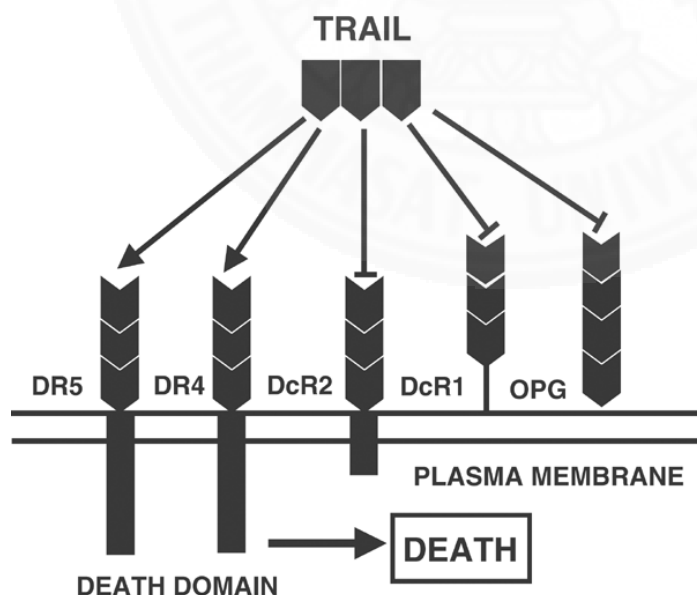 TRAIL
DR5
DR4
DcR2
DcR1
OPG
PLASMA MEMBRANE
DEATH
DEATH DOMAIN